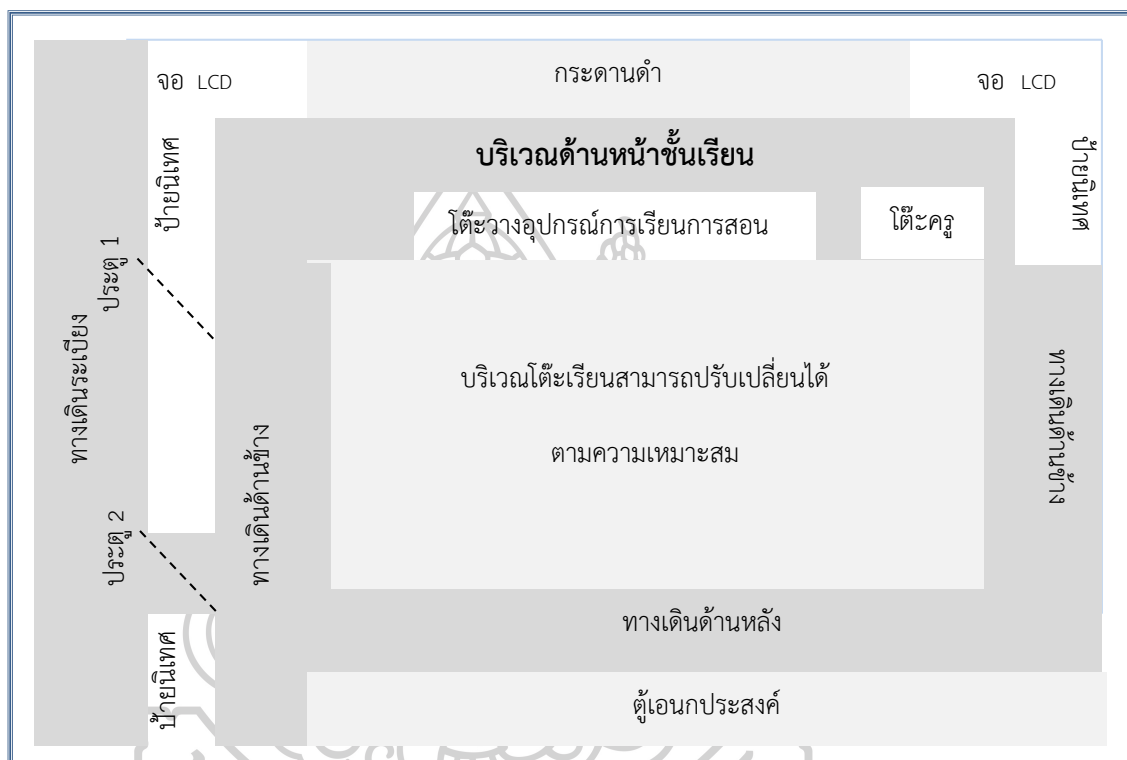 จอ LCD
กระดานดำ
จอ LCD
ป้ายนิเทศ
บริเวณด้านหน้าชั้นเรียน
ป้ายนิเทศ
โต๊ะวางอุปกรณ์การเรียนการสอน
โต๊ะครู
ประตู 1
ทางเดินระเบียง
บริเวณโต๊ะเรียนสามารถปรับเปลี่ยนได้
ตามความเหมาะสม
ทางเดินด้านข้าง
ทางเดินด้านข้าง
ประตู 2
ทางเดินด้านหลัง
ป้ายนิเทศ
ตู้เอนกประสงค์